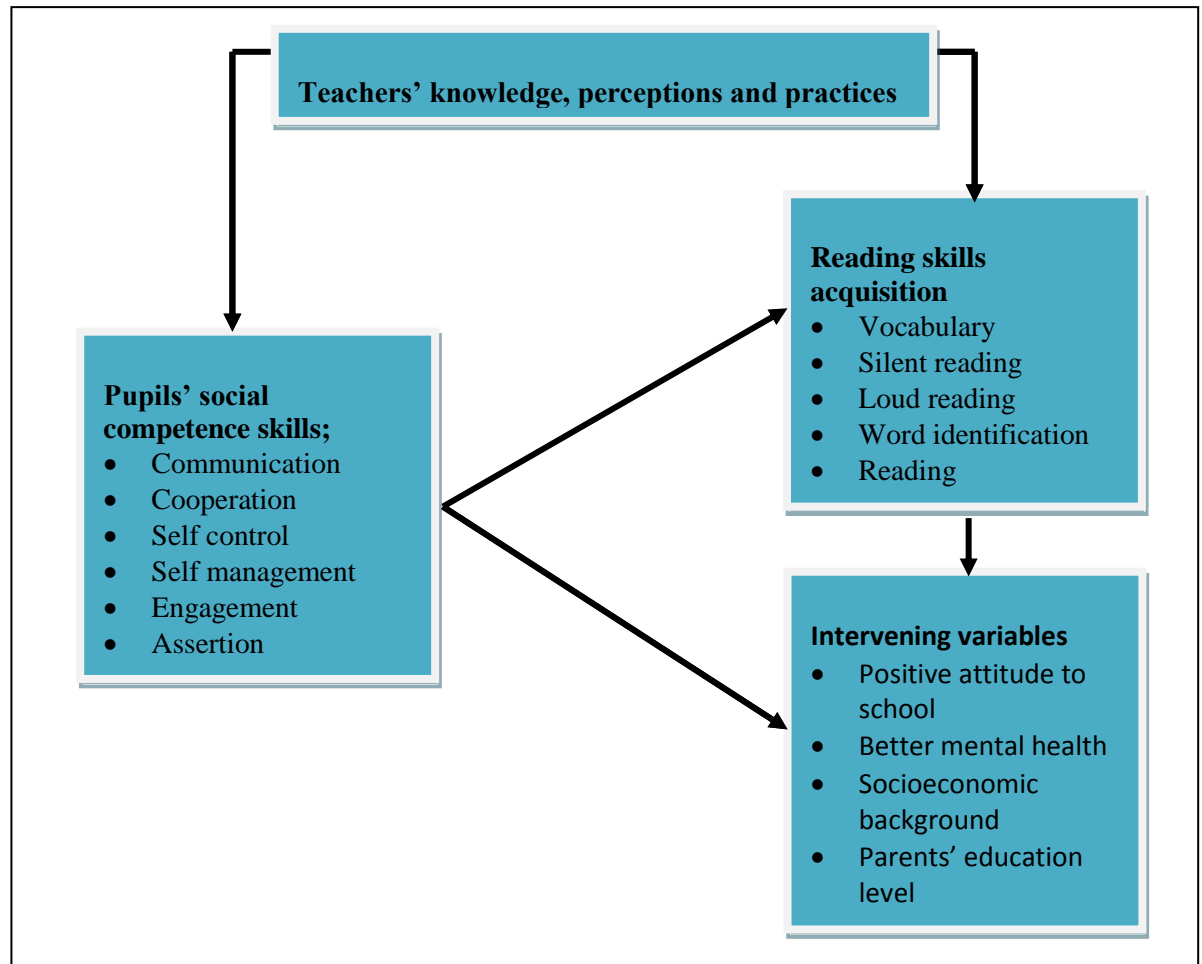 Teachers’ knowledge, perceptions and practices
Pupils’ social
competence skills;
• Communication
• Cooperation
• Self control
• Self management
• Engagement
• Assertion
Reading skills
acquisition
• Vocabulary
• Silent reading
• Loud reading
• Word identification
• Reading
Intervening variables
• Positive attitude to
school
• Better mental health
• Socioeconomic
background
• Parents’ education
level